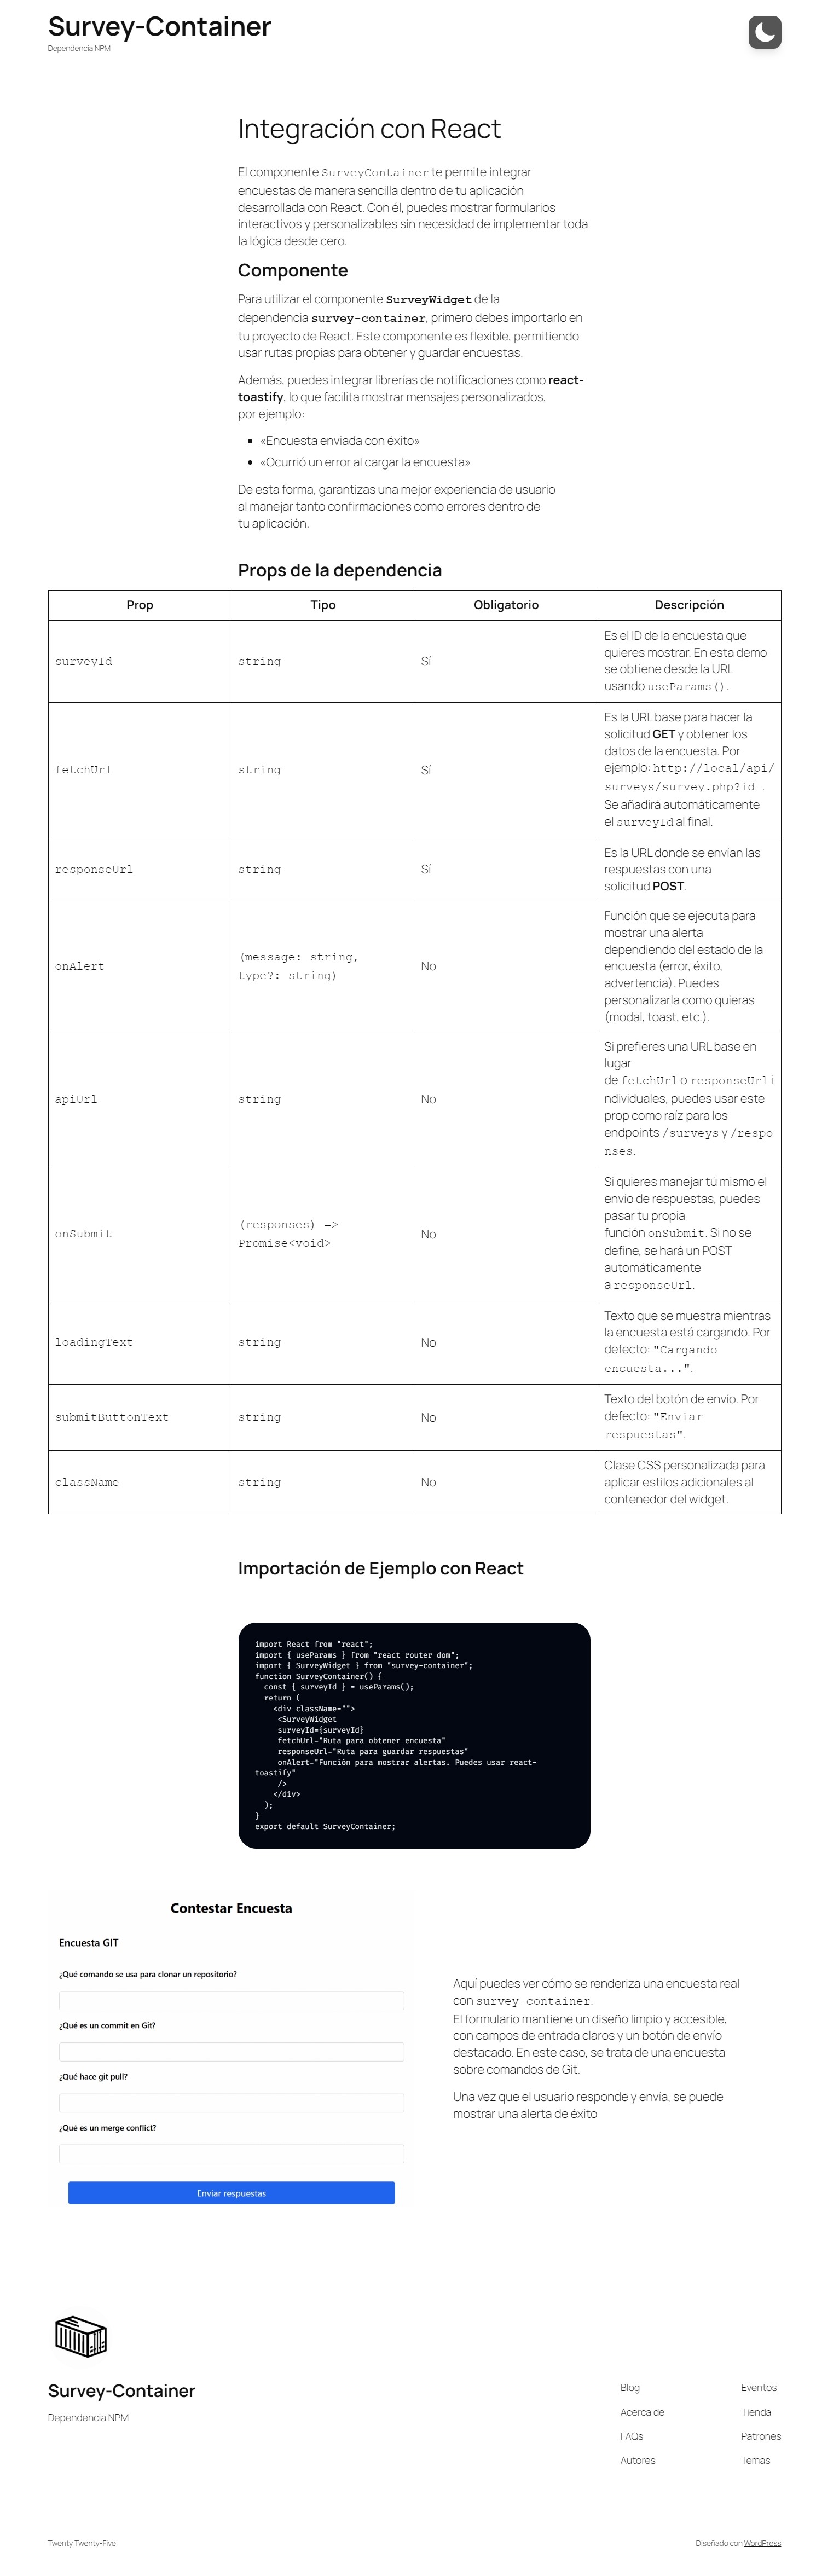 Survey-Container
Dependencia NPM
Integración con React
El componente SurveyContainer te permite integrar
encuestas de manera sencilla dentro de tu aplicación
desarrollada con React. Con él, puedes mostrar formularios
interactivos y personalizables sin necesidad de implementar toda
la lógica desde cero.
Componente
Para utilizar el componente SurveyWidget de la
dependencia survey-container, primero debes importarlo en
tu proyecto de React. Este componente es flexible, permitiendo
usar rutas propias para obtener y guardar encuestas.
Además, puedes integrar librerías de notificaciones como react-
toastify, lo que facilita mostrar mensajes personalizados,
por ejemplo:
• «Encuesta enviada con éxito»
• «Ocurrió un error al cargar la encuesta»
De esta forma, garantizas una mejor experiencia de usuario
al manejar tanto confirmaciones como errores dentro de
tu aplicación.
Props de la dependencia
Prop Tipo Obligatorio Descripción
surveyId string Sí
Es el ID de la encuesta que
quieres mostrar. En esta demo
se obtiene desde la URL
usando useParams().
fetchUrl string Sí
Es la URL base para hacer la
solicitud GET y obtener los
datos de la encuesta. Por
ejemplo: http://local/api/
surveys/survey.php?id=.
Se añadirá automáticamente
el surveyId al final.
responseUrl string Sí
Es la URL donde se envían las
respuestas con una
solicitud POST.
onAlert
(message: string,
type?: string)
No
Función que se ejecuta para
mostrar una alerta
dependiendo del estado de la
encuesta (error, éxito,
advertencia). Puedes
personalizarla como quieras
(modal, toast, etc.).
apiUrl string No
Si prefieres una URL base en
lugar
de fetchUrl o responseUrl i
ndividuales, puedes usar este
prop como raíz para los
endpoints /surveys y /respo
nses.
onSubmit
(responses) =>
Promise<void>
No
Si quieres manejar tú mismo el
envío de respuestas, puedes
pasar tu propia
función onSubmit. Si no se
define, se hará un POST
automáticamente
a responseUrl.
loadingText string No
Texto que se muestra mientras
la encuesta está cargando. Por
defecto: "Cargando
encuesta...".
submitButtonText string No
Texto del botón de envío. Por
defecto: "Enviar
respuestas".
className string No
Clase CSS personalizada para
aplicar estilos adicionales al
contenedor del widget.
Importación de Ejemplo con React
import React from "react";
import { useParams } from "react-router-dom";
import { SurveyWidget } from "survey-container";
function SurveyContainer() {
  const { surveyId } = useParams();
  return (
    <div className="">
     <SurveyWidget
     surveyId={surveyId}
     fetchUrl="Ruta para obtener encuesta"
     responseUrl="Ruta para guardar respuestas"
     onAlert="Función para mostrar alertas. Puedes usar react-
toastify"
     />
    </div>
  );
}
export default SurveyContainer;
Contestar Encuesta
Encuesta GIT
¿Qué comando se usa para clonar un repositorio?
¿Qué es un commit en Git?
¿Qué hace git pull?
¿Qué es un merge conflict?
Enviar respuestas
Aquí puedes ver cómo se renderiza una encuesta real
con survey-container.
El formulario mantiene un diseño limpio y accesible,
con campos de entrada claros y un botón de envío
destacado. En este caso, se trata de una encuesta
sobre comandos de Git.
Una vez que el usuario responde y envía, se puede
mostrar una alerta de éxito
Survey-Container
Dependencia NPM
Blog
Acerca de
FAQs
Autores
Eventos
Tienda
Patrones
Temas
Twenty Twenty-Five
Diseñado con WordPress